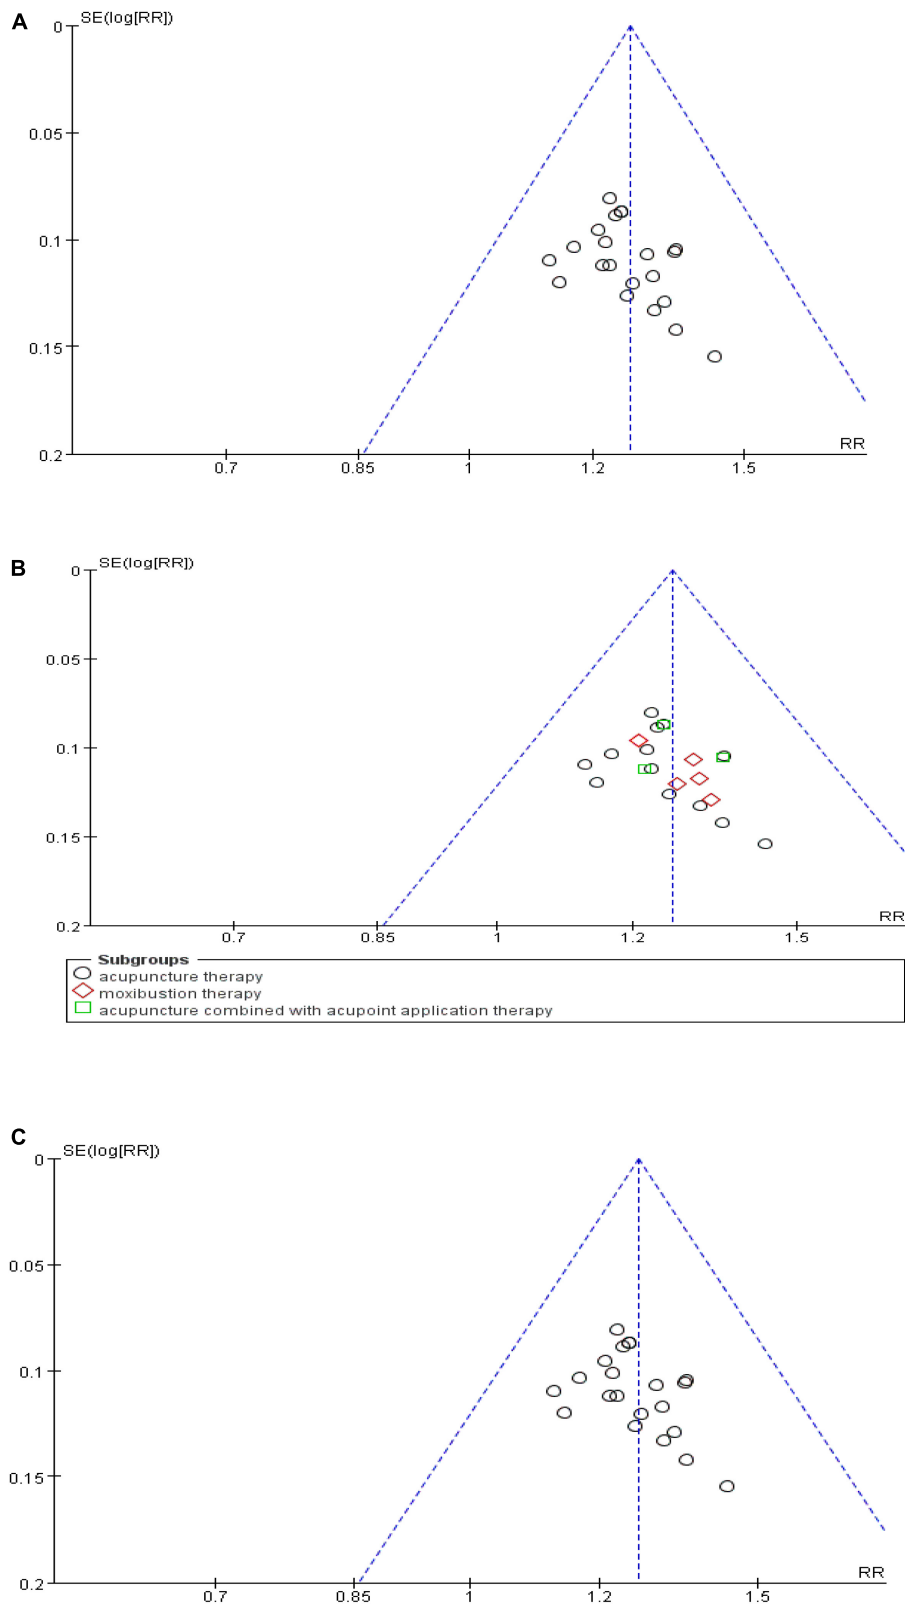 A
SE(log[RR])
0
0.05
0.1
0.15
0.2
RR
0.7
0.85
1
1.2
1.5
B
SE(log[RR])
0
0.05
0.1
0.15
0.2
RR
0.7
0.85
1
1.2
1.5
Subgroups
acupuncture therapy
moxibustion therapy
acupuncture combined with acupoint application therapy
C
SE(log[RR])
0
0.05
0.1
0.15
0.2
RR
0.7
0.85
1
1.2
1.5